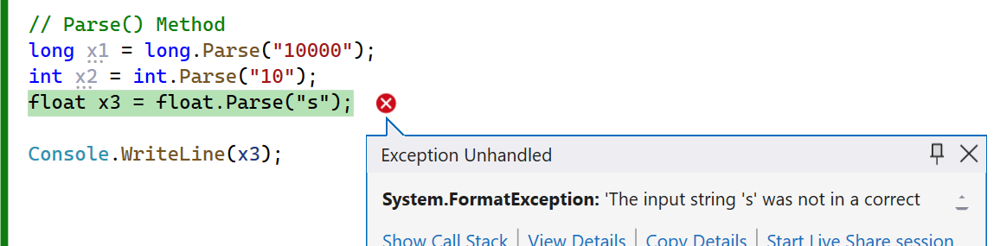 // Parse() Method
long x1 = long.Parse("10000");
int x2 = int.Parse("10");
float x3 = float.Parse("s");
Console.WriteLine(x3);
Exception Unhandled
System.FormatException: 'The input string 's' was not in a correct
Show Call Stack | View Details | Copy Details | Start Live Share session